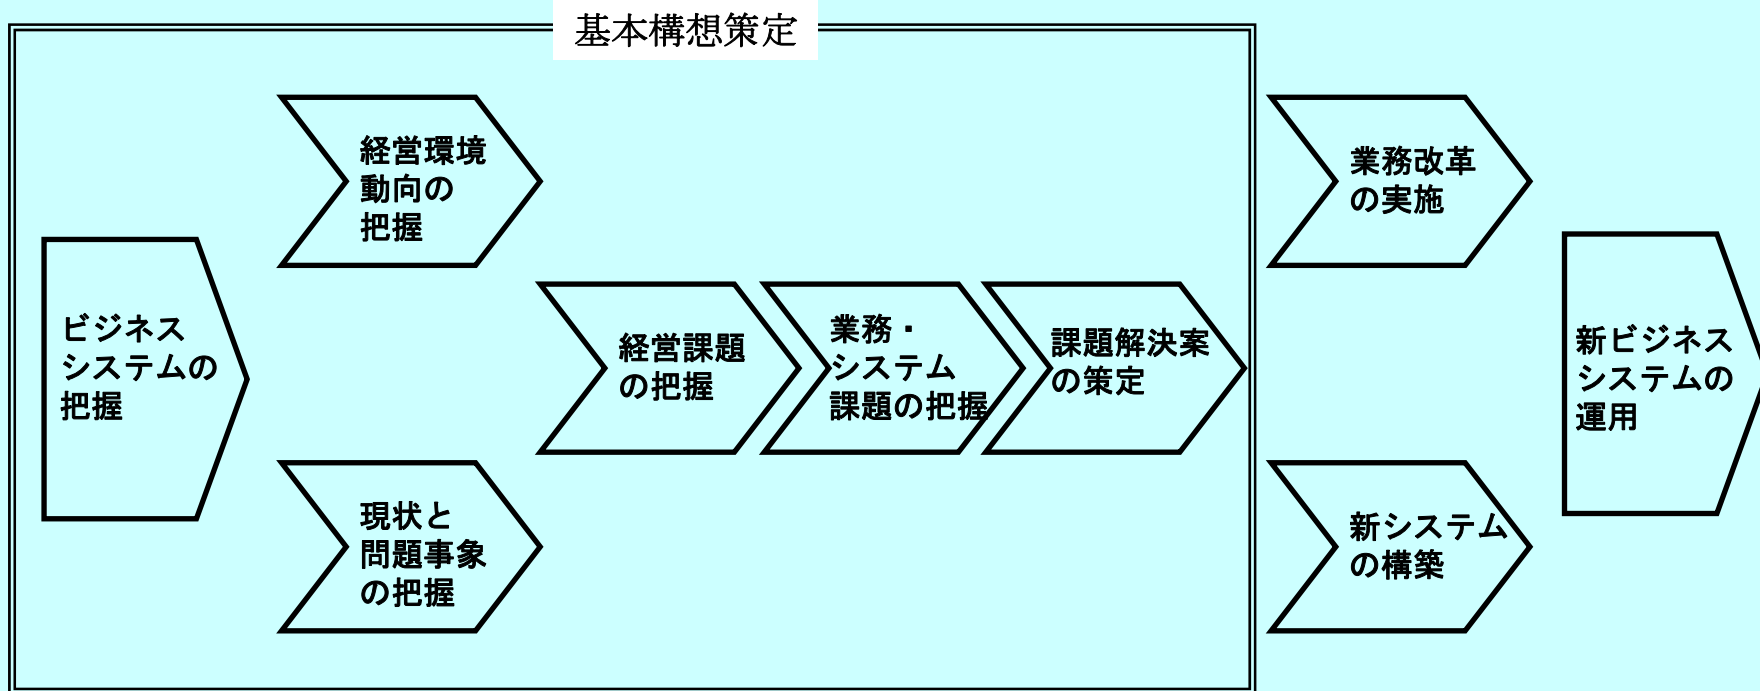 基本構想策定
経営環境
動向の
把握
業務改革
の実施
ビジネス
システムの
把握
経営課題
の把握
業務・
システム
課題の把握
課題解決案
の策定
新ビジネス
システムの
運用
現状と
問題事象
の把握
新システム
の構築